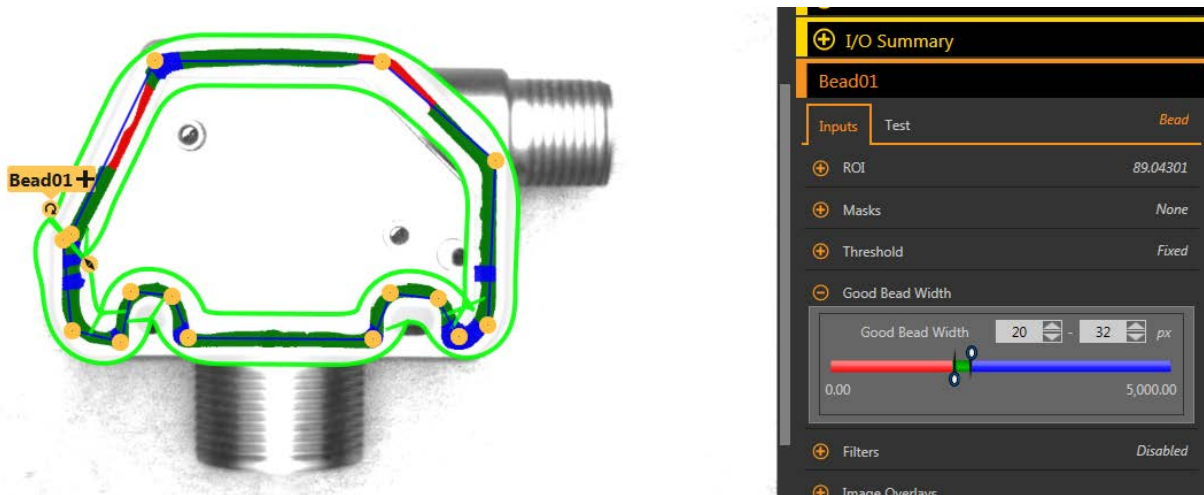 Bead01
I/O Summary
Bead01
Inputs Test Bead
ROI 89.04301
Masks None
Threshold Fixed
Good Bead Width
Good Bead Width 20 - 32 px
0.00 5,000.00
Filters Disabled
Image Overlays